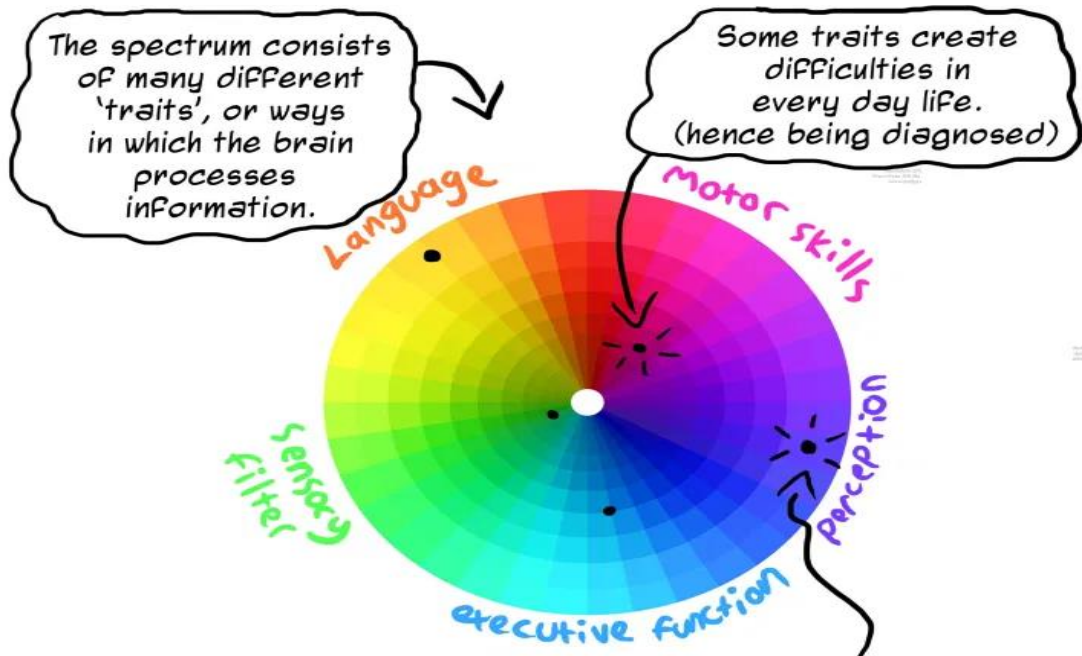 The spectrum consists
of many different
‘traits’, or ways
in which the brain
processes
information.
Some traits create
difficulties in
every day life.
(hence being diagnosed)
Language
Motor skills
Sensory
filter
perception
executive function